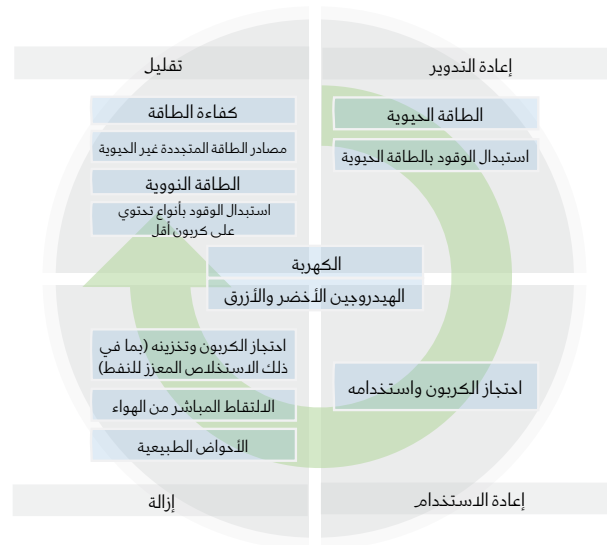 إعادة التدوير
الطاقة الحيوية
استبدال الوقود بالطاقة الحيوية
تقليل
كفاءة الطاقة
مصادر الطاقة المتجددة غير الحيوية
الطاقة النووية
استبدال الوقود بأنواع تحتوي
على كربون أقل
الكهربة
الهيدروجين الأخضر والأزرق
احتجاز الكربون واستخدامه
إعادة الاستخدام
احتجاز الكربون وتخزينه (بما في
ذلك الاستخلاص المعزز للنفط)
الالتقاط المباشر من الهواء
الأحواض الطبيعية
إزالة